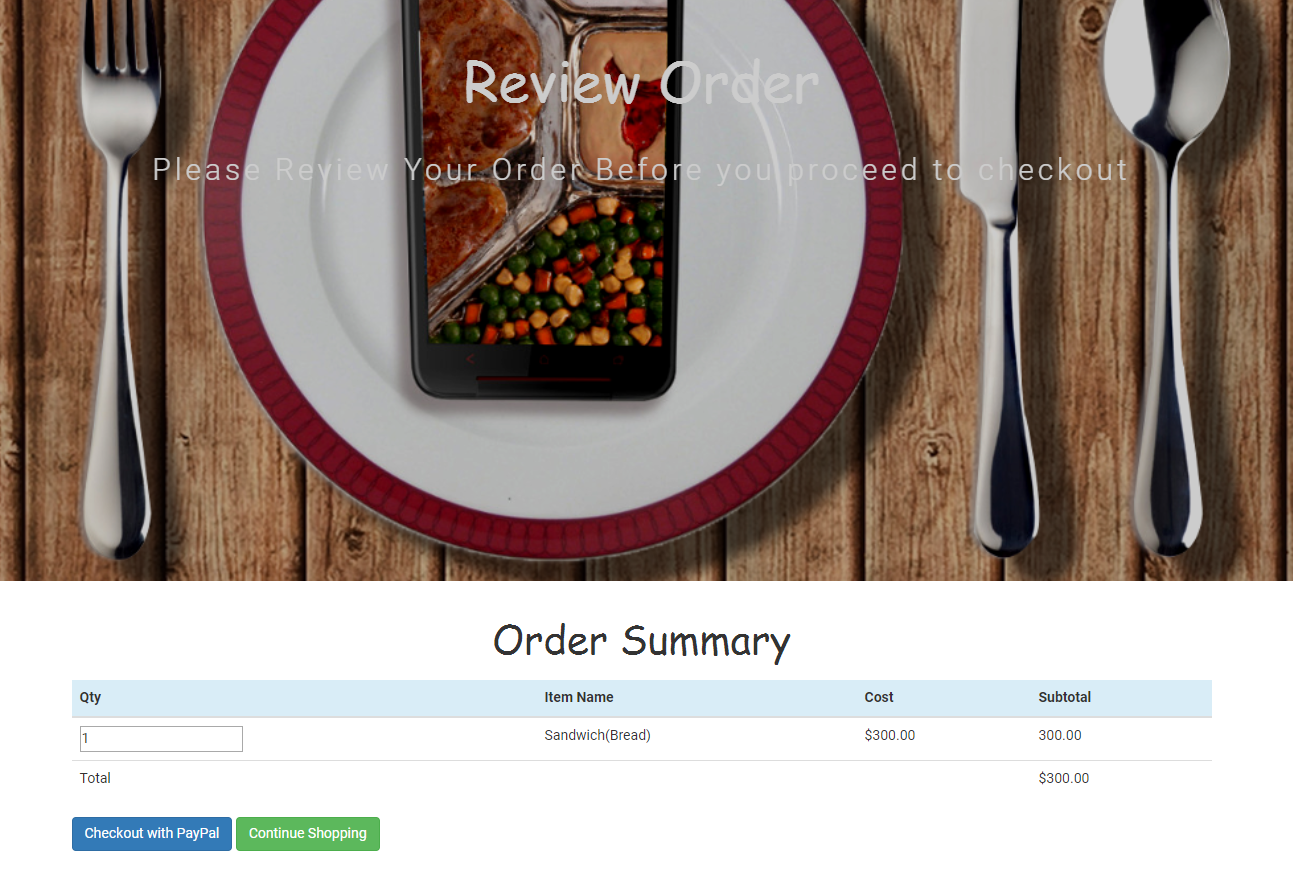 Review Order
Please Review Your Order Before you proceed to checkout
Order Summary
Qty Item Name Cost Subtotal
1 Sandwich(Bread) $300.00 300.00
Total $300.00
Checkout with PayPal Continue Shopping